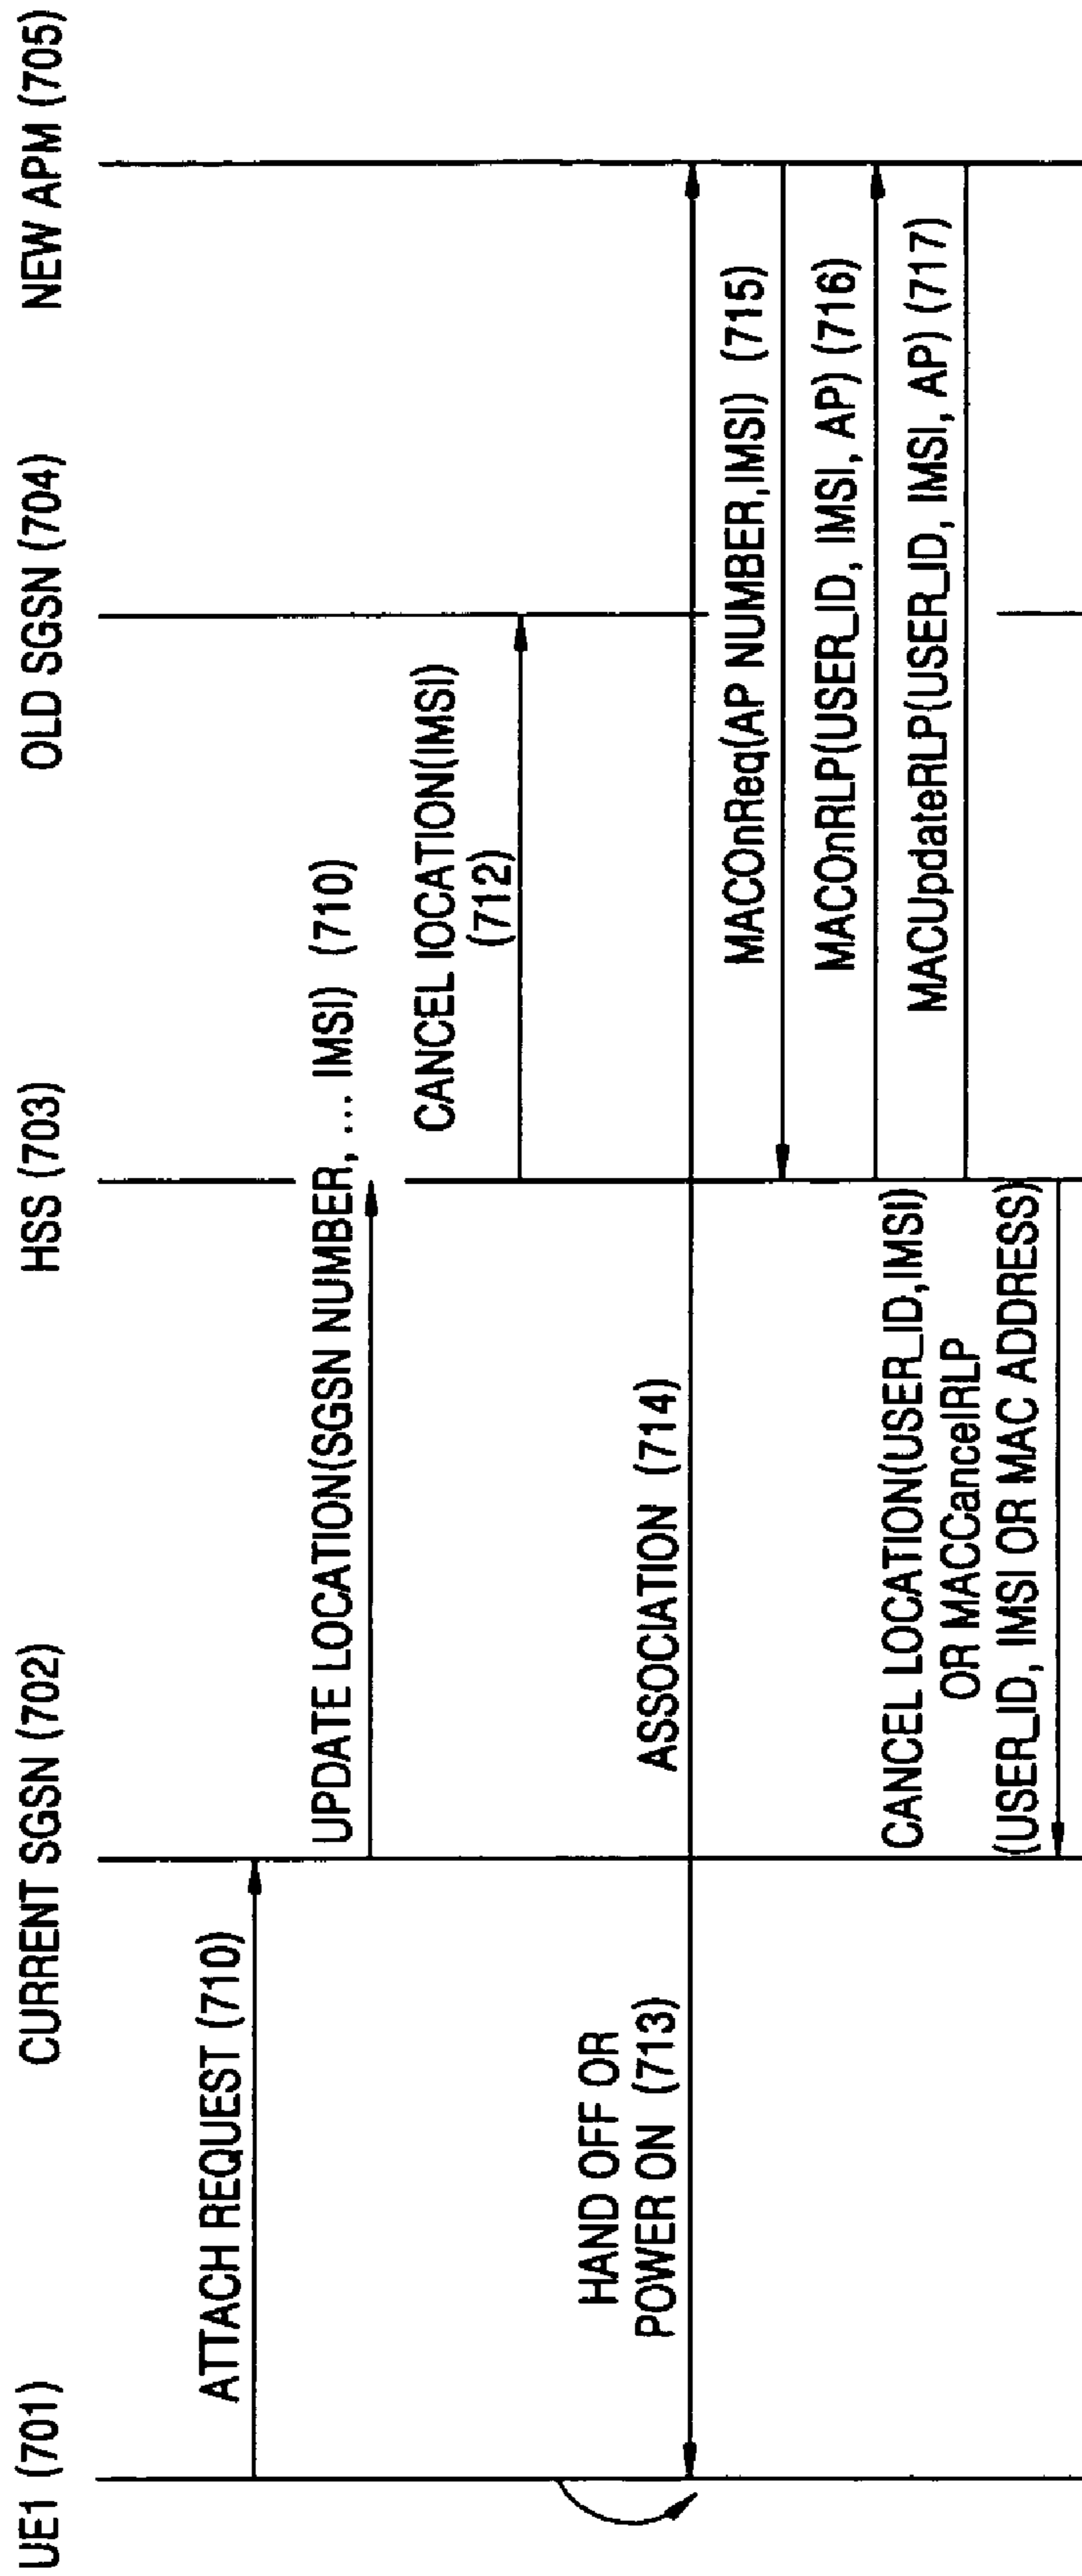 UE1 (701)
CURRENT SGSN (702)
HSS (703)
OLD SGSN (704)
NEW APM (705)
ATTACH REQUEST (710)
UPDATE LOCATION(SGSN NUMBER, ... IMSI) (710)
CANCEL lOCATION(IMSI)
(712)
HAND OFF OR
POWER ON (713)
ASSOCIATION (714)
MACOnReq(AP NUMBER,IMSI) (715)
MACOnRLP(USER_ID, IMSI, AP) (716)
MACUpdateRLP(USER_ID, IMSI, AP) (717)
CANCEL LOCATION(USER_ID,IMSI)
OR MACCancelRLP
(USER_ID, IMSI OR MAC ADDRESS)